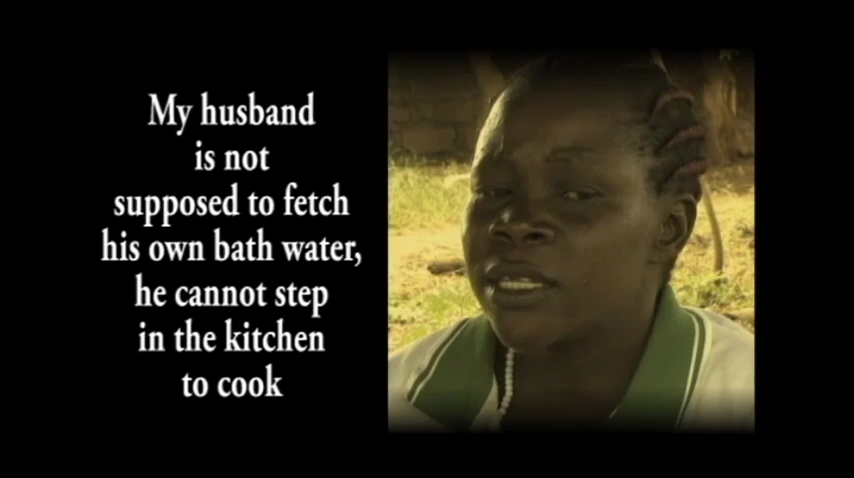 My husband
is not
supposed to fetch
his own bath water,
he cannot step
in the kitchen
to cook